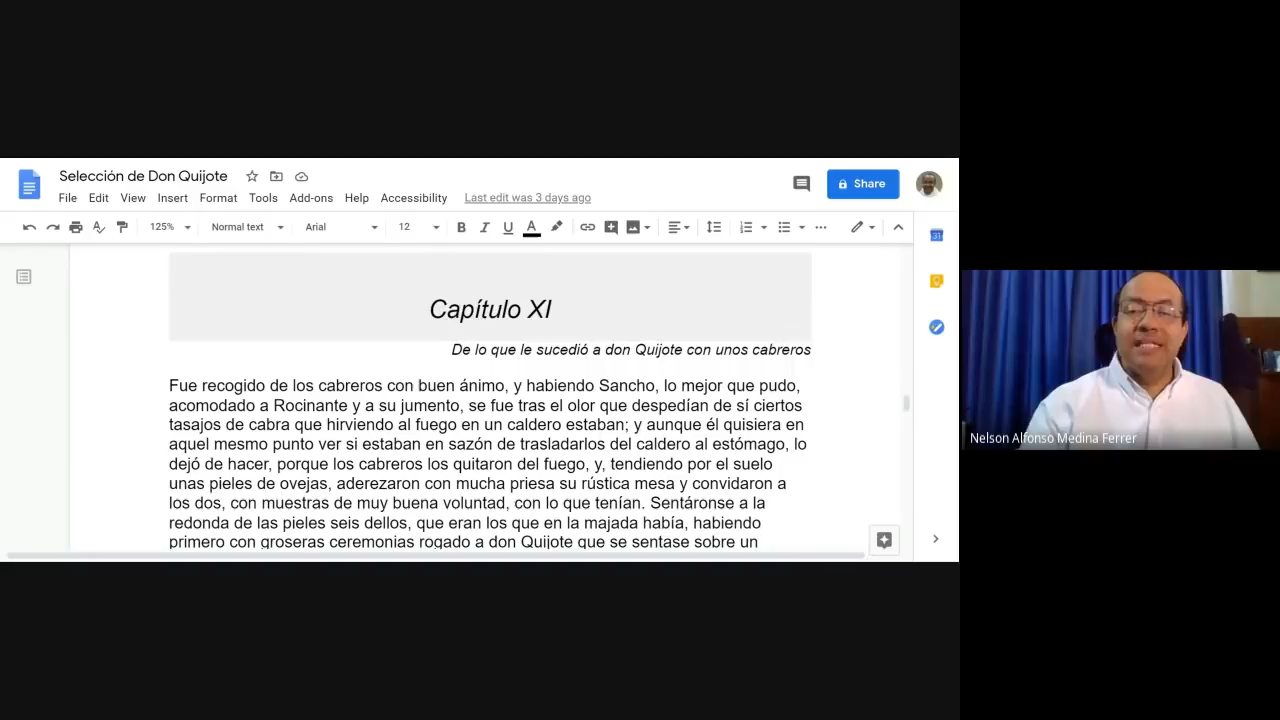 Selección de Don Quijote
File Edit View Insert Format Tools Add-ons Help Accessibility Last edit was 3 days ago
Share
125% Normal text Arial 12 B I U A
31
Capítulo XI
De lo que le sucedió a don Quijote con unos cabreros
Fue recogido de los cabreros con buen ánimo, y habiendo Sancho, lo mejor que pudo,
acomodado a Rocinante y a su jumento, se fue tras el olor que despedían de sí ciertos
tasajos de cabra que hirviendo al fuego en un caldero estaban; y aunque él quisiera en
aquel mesmo punto ver si estaban en sazón de trasladarlos del caldero al estómago, lo
dejó de hacer, porque los cabreros los quitaron del fuego, y, tendiendo por el suelo
unas pieles de ovejas, aderezaron con mucha priesa su rústica mesa y convidaron a
los dos, con muestras de muy buena voluntad, con lo que tenían. Sentáronse a la
redonda de las pieles seis dellos, que eran los que en la majada había, habiendo
primero con groseras ceremonias rogado a don Quijote que se sentase sobre un
Nelson Alfonso Medina Ferrer